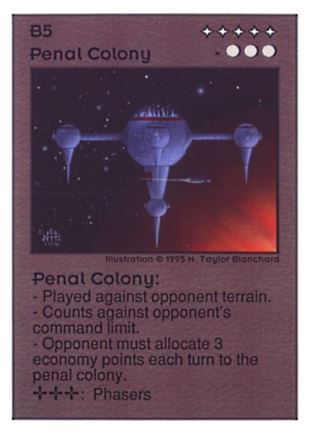 B5
Penal Colony
Illustration © 1995 N. Taylor Blanchard
Penal Colony:
- Played against opponent terrain.
- Counts against opponent's
command limit.
- Opponent must allocate 3
economy points each turn to the
penal colony.
: Phasers